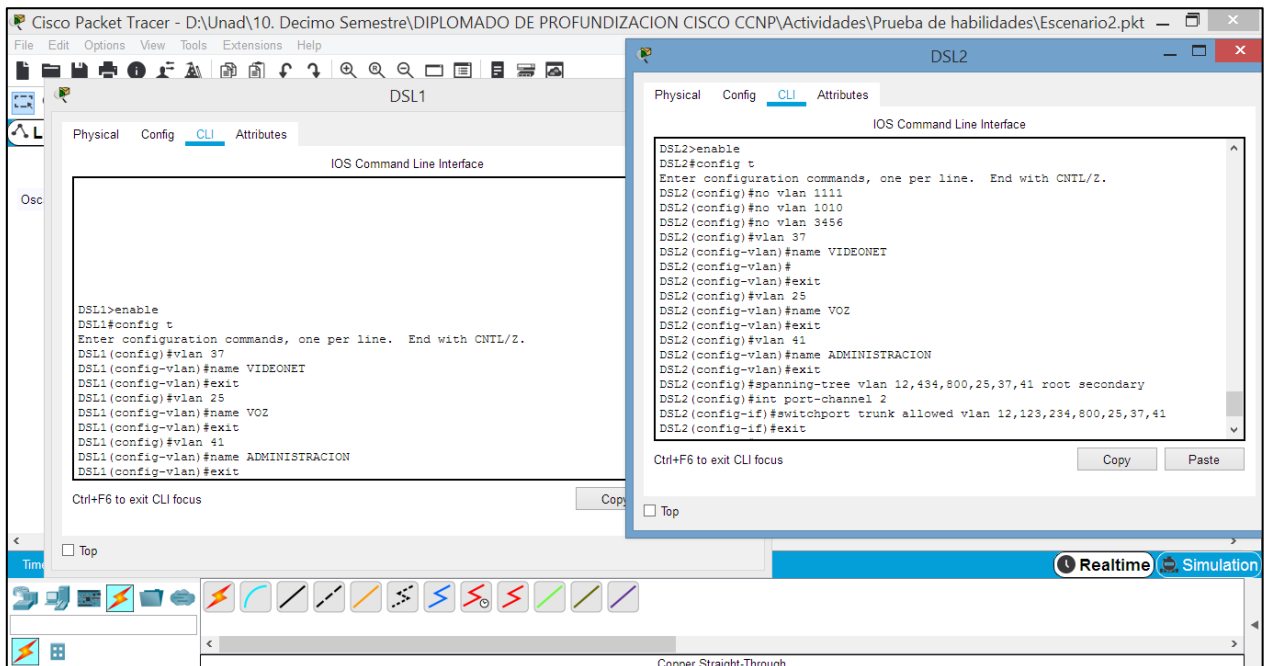 Cisco Packet Tracer - D:\Unad\10. Decimo Semestre\DIPLOMADO DE PROFUNDIZACION CISCO CCNP\Actividades\Prueba de habilidades\Escenario2.pkt
File Edit Options View Tools Extensions Help
DSL1
Physical Config CLI Attributes
IOS Command Line Interface
DSL1>enable
DSL1#config t
Enter configuration commands, one per line. End with CNTL/Z.
DSL1(config)#vlan 37
DSL1(config-vlan)#name VIDEONET
DSL1(config-vlan)#exit
DSL1(config)#vlan 25
DSL1(config-vlan)#name VOZ
DSL1(config-vlan)#exit
DSL1(config)#vlan 41
DSL1(config-vlan)#name ADMINISTRACION
DSL1(config-vlan)#exit
Ctrl+F6 to exit CLI focus
Copy
Top
DSL2
Physical Config CLI Attributes
IOS Command Line Interface
DSL2>enable
DSL2#config t
Enter configuration commands, one per line. End with CNTL/Z.
DSL2(config)#no vlan 1111
DSL2(config)#no vlan 1010
DSL2(config)#no vlan 3456
DSL2(config)#vlan 37
DSL2(config-vlan)#name VIDEONET
DSL2(config-vlan)#
DSL2(config-vlan)#exit
DSL2(config)#vlan 25
DSL2(config-vlan)#name VOZ
DSL2(config-vlan)#exit
DSL2(config)#vlan 41
DSL2(config-vlan)#name ADMINISTRACION
DSL2(config-vlan)#exit
DSL2(config)#spanning-tree vlan 12,434,800,25,37,41 root secondary
DSL2(config)#int port-channel 2
DSL2(config-if)#switchport trunk allowed vlan 12,123,234,800,25,37,41
DSL2(config-if)#exit
Ctrl+F6 to exit CLI focus
Copy Paste
Top
L
Osc
Time
Realtime Simulation
Copper Straight-Through